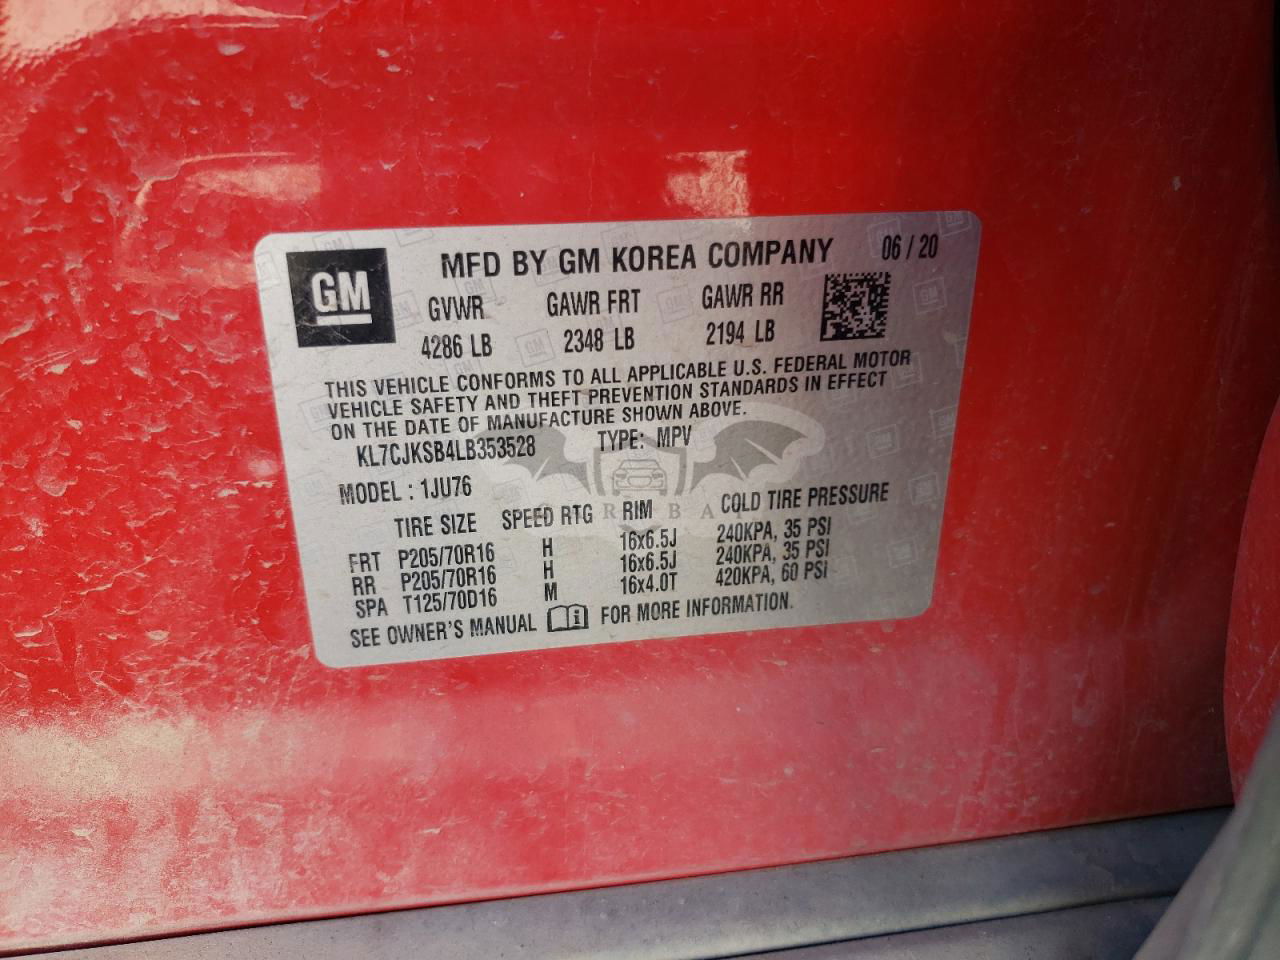 GM
MFD BY GM KOREA COMPANY 06 / 20
GVWR GAWR FRT GAWR RR
4286 LB 2348 LB 2194 LB
THIS VEHICLE CONFORMS TO ALL APPLICABLE U.S. FEDERAL MOTOR
VEHICLE SAFETY AND THEFT PREVENTION STANDARDS IN EFFECT
ON THE DATE OF MANUFACTURE SHOWN ABOVE.
KL7CJKSB4LB353528 TYPE: MPV
MODEL : 1JU76
TIRE SIZE SPEED RTG RIM COLD TIRE PRESSURE
FRT P205/70R16 H 16x6.5J 240KPA, 35 PSI
RR P205/70R16 H 16x6.5J 240KPA, 35 PSI
SPA T125/70D16 M 16x4.0T 420KPA, 60 PSI
SEE OWNER'S MANUAL FOR MORE INFORMATION.